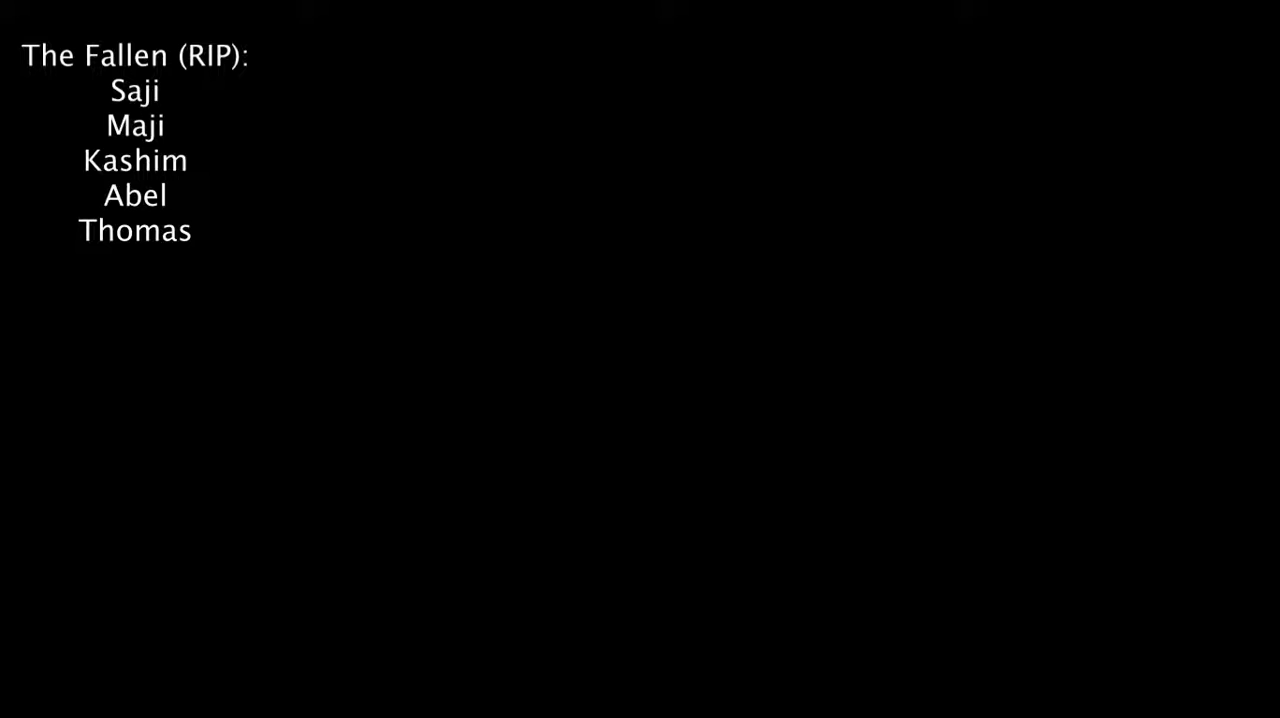 The Fallen (RIP):
Saji
Maji
Kashim
Abel
Thomas